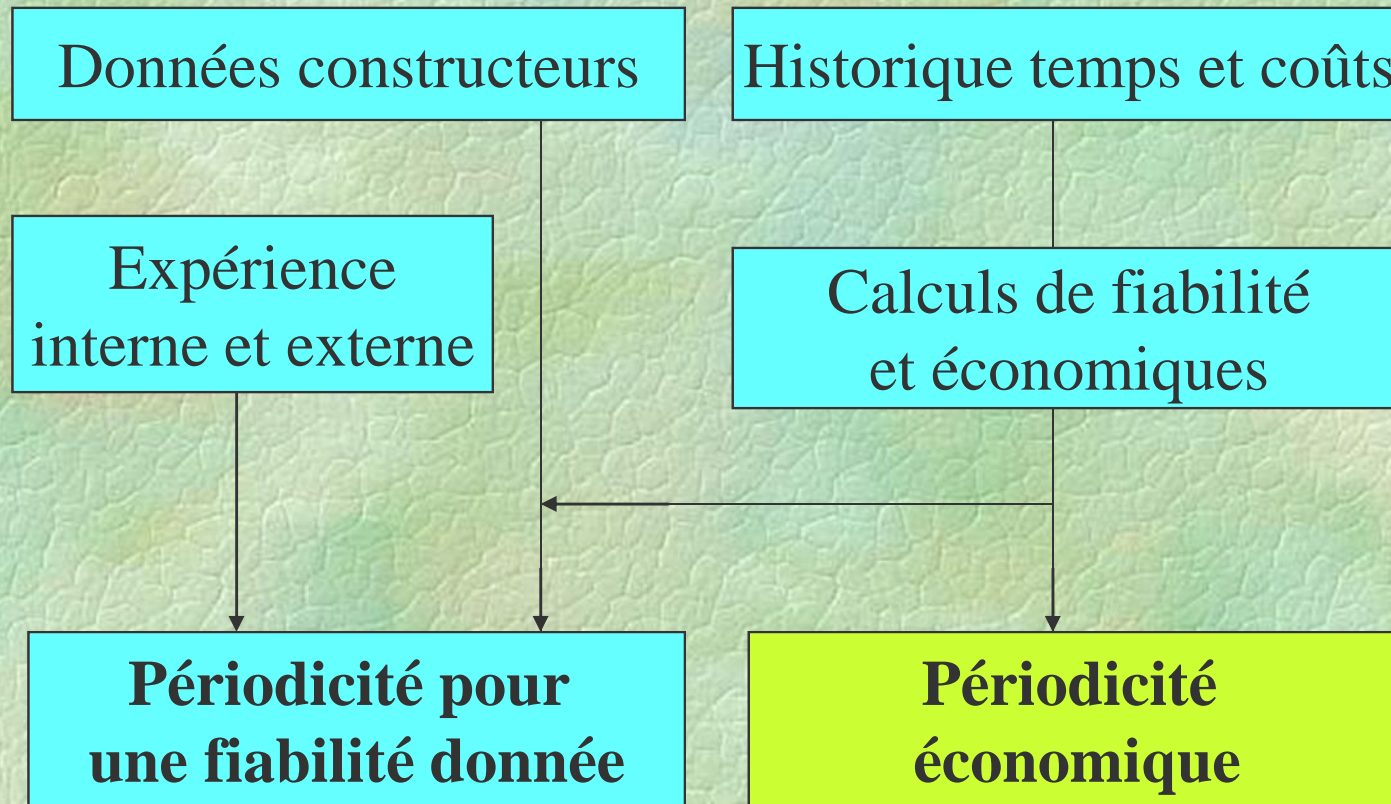 Données constructeurs
Historique temps et coûts
Expérience
interne et externe
Calculs de fiabilité
et économiques
Périodicité pour
une fiabilité donnée
Périodicité
économique